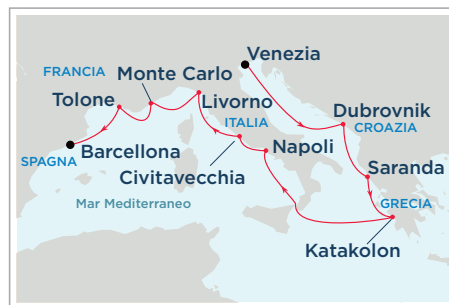 Venezia
FRANCIA
Monte Carlo
Tolone
Livorno
Dubrovnik
ITALIA
CROAZIA
SPAGNA
Barcellona
Napoli
Civitavecchia
Saranda
Mar Mediterraneo
GRECIA
Katakolon